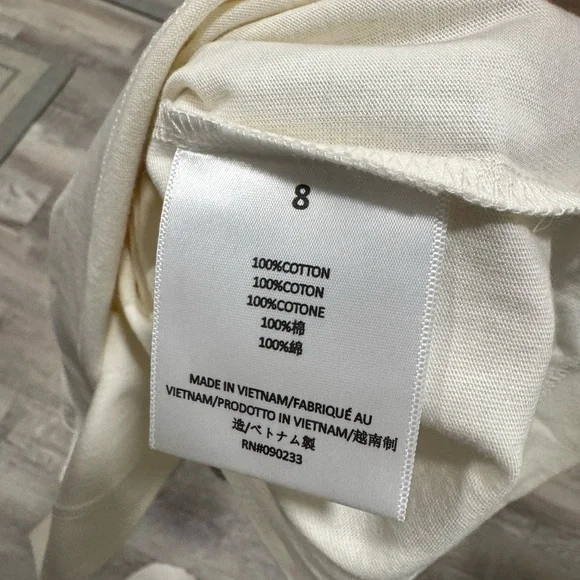 8
100%COTTON
100%COTON
100%COTONE
100%棉
100%綿
MADE IN VIETNAM/FABRIQUÉ AU
VIETNAM/PRODOTTO IN VIETNAM/越南制
造/ベトナム製
RN#090233